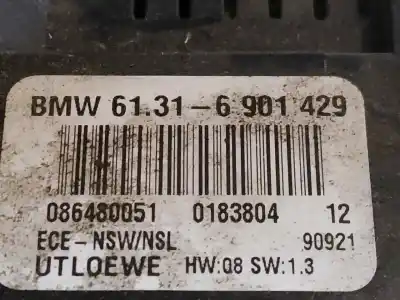 BMW 61.31-6 901 429
086480051 0183804 12
ECE-NSW/NSL 90921
UTLOEWE HW:08 SW:1.3